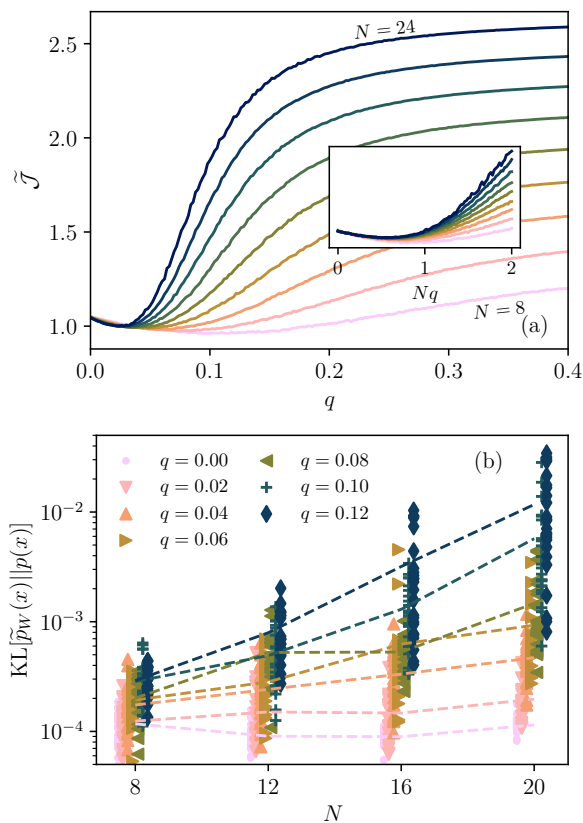 2.5
2.0
1.5
1.0
𝒥̃
N = 24
N = 8
(a)
0 1 2
Nq
0.0 0.1 0.2 0.3 0.4
q
(b)
q = 0.00
q = 0.02
q = 0.04
q = 0.06
q = 0.08
q = 0.10
q = 0.12
10⁻²
10⁻³
10⁻⁴
KL[p̃_W(x)||p(x)]
8 12 16 20
N